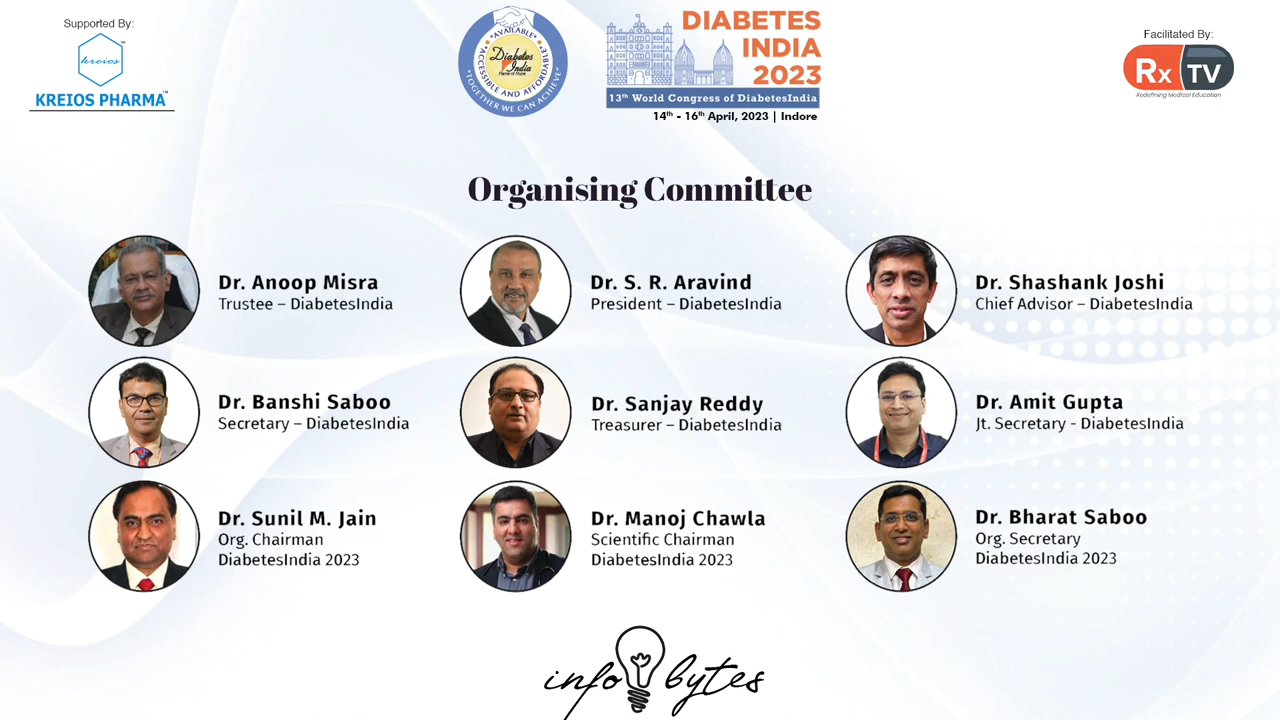 Supported By:
kreios
KREIOS PHARMA™
AVAILABLE
ACCESSIBLE AND AFFORDABLE
Diabetes
India
TOGETHER WE CAN ACHIEVE
DIABETES
INDIA
2023
13th World Congress of DiabetesIndia
14th - 16th April, 2023 | Indore
Facilitated By:
Rx TV
Redefining Medical Education
Organising Committee
Dr. Anoop Misra
Trustee – DiabetesIndia
Dr. S. R. Aravind
President – DiabetesIndia
Dr. Shashank Joshi
Chief Advisor – DiabetesIndia
Dr. Banshi Saboo
Secretary – DiabetesIndia
Dr. Sanjay Reddy
Treasurer – DiabetesIndia
Dr. Amit Gupta
Jt. Secretary - DiabetesIndia
Dr. Sunil M. Jain
Org. Chairman
DiabetesIndia 2023
Dr. Manoj Chawla
Scientific Chairman
DiabetesIndia 2023
Dr. Bharat Saboo
Org. Secretary
DiabetesIndia 2023
info bytes